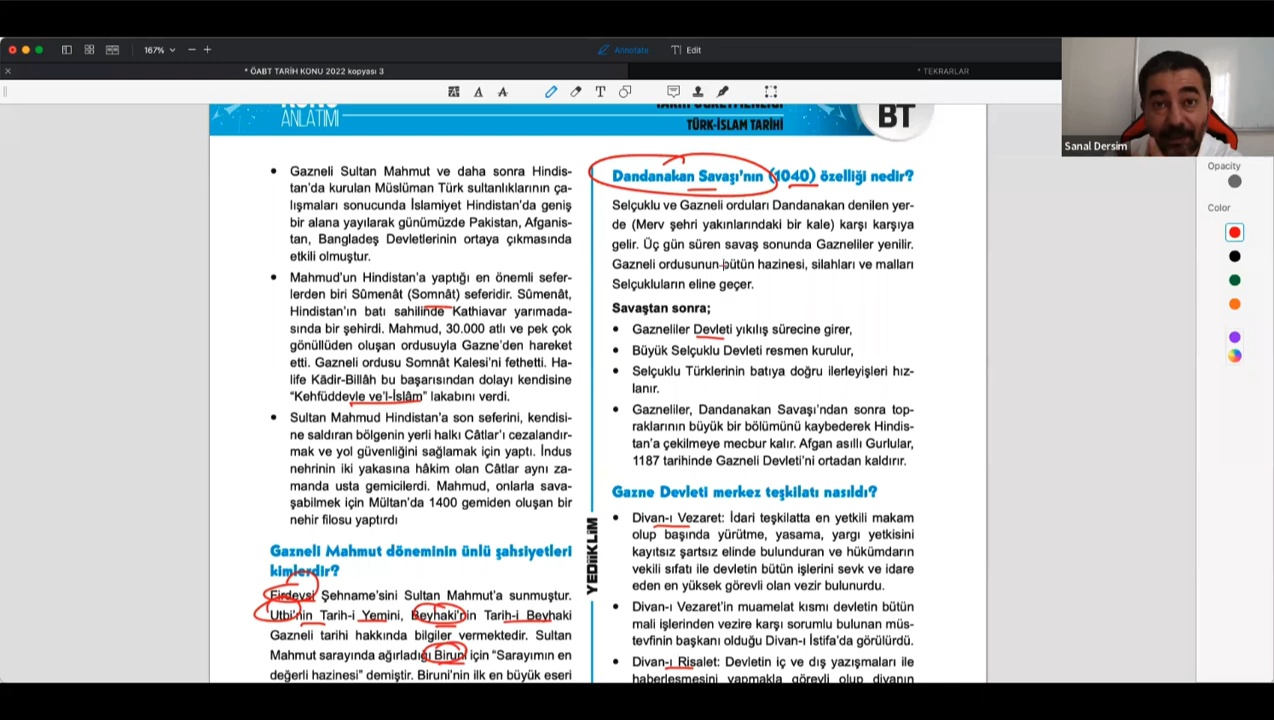 167%
Annotate
Edit
* ÖABT TARİH KONU 2022 kopyası 3
* TEKRARLAR
Sanal Dersim
Opacity
Color
ANLATIMI
TÜRK-İSLAM TARİHİ
BT
• Gazneli Sultan Mahmut ve daha sonra Hindis-
tan'da kurulan Müslüman Türk sultanlıklarının ça-
lışmaları sonucunda İslamiyet Hindistan'da geniş
bir alana yayılarak günümüzde Pakistan, Afganis-
tan, Bangladeş Devletlerinin ortaya çıkmasında
etkili olmuştur.
• Mahmud'un Hindistan'a yaptığı en önemli sefer-
lerden biri Sûmenât (Somnât) seferidir. Sûmenât,
Hindistan'ın batı sahilinde Kathiavar yarımada-
sında bir şehirdi. Mahmud, 30.000 atlı ve pek çok
gönüllüden oluşan ordusuyla Gazne'den hareket
etti. Gazneli ordusu Somnât Kalesi'ni fethetti. Ha-
life Kādir-Billâh bu başarısından dolayı kendisine
"Kehfüddevle ve'l-İslâm" lakabını verdi.
• Sultan Mahmud Hindistan'a son seferini, kendisi-
ne saldıran bölgenin yerli halkı Câtlar'ı cezalandır-
mak ve yol güvenliğini sağlamak için yaptı. İndus
nehrinin iki yakasına hâkim olan Câtlar aynı za-
manda usta gemicilerdi. Mahmud, onlarla sava-
şabilmek için Mültan'da 1400 gemiden oluşan bir
nehir filosu yaptırdı
Gazneli Mahmut döneminin ünlü şahsiyetleri
kimlerdir?
Firdevsi Şehname'sini Sultan Mahmut'a sunmuştur.
Utbi'nin Tarih-i Yemini, Beyhaki'nin Tarih-i Beyhaki
Gazneli tarihi hakkında bilgiler vermektedir. Sultan
Mahmut sarayında ağırladığı Biruni için "Sarayımın en
değerli hazinesi" demiştir. Biruni'nin ilk en büyük eseri
YEDİİKLİM
Dandanakan Savaşı'nın (1040) özelliği nedir?
Selçuklu ve Gazneli orduları Dandanakan denilen yer-
de (Merv şehri yakınlarındaki bir kale) karşı karşıya
gelir. Üç gün süren savaş sonunda Gazneliler yenilir.
Gazneli ordusunun bütün hazinesi, silahları ve malları
Selçukluların eline geçer.
Savaştan sonra;
• Gazneliler Devleti yıkılış sürecine girer,
• Büyük Selçuklu Devleti resmen kurulur,
• Selçuklu Türklerinin batıya doğru ilerleyişleri hız-
lanır.
• Gazneliler, Dandanakan Savaşı'ndan sonra top-
raklarının büyük bir bölümünü kaybederek Hindis-
tan'a çekilmeye mecbur kalır. Afgan asıllı Gurlular,
1187 tarihinde Gazneli Devleti'ni ortadan kaldırır.
Gazne Devleti merkez teşkilatı nasıldı?
• Divan-ı Vezaret: İdari teşkilatta en yetkili makam
olup başında yürütme, yasama, yargı yetkisini
kayıtsız şartsız elinde bulunduran ve hükümdarın
vekili sıfatı ile devletin bütün işlerini sevk ve idare
eden en yüksek görevli olan vezir bulunurdu.
• Divan-ı Vezaret'in muamelat kısmı devletin bütün
mali işlerinden vezire karşı sorumlu bulunan müs-
tevfinin başkanı olduğu Divan-ı İstifa'da görülürdü.
• Divan-ı Risalet: Devletin iç ve dış yazışmaları ile
haberleşmesini yapmakla görevli olup divanın